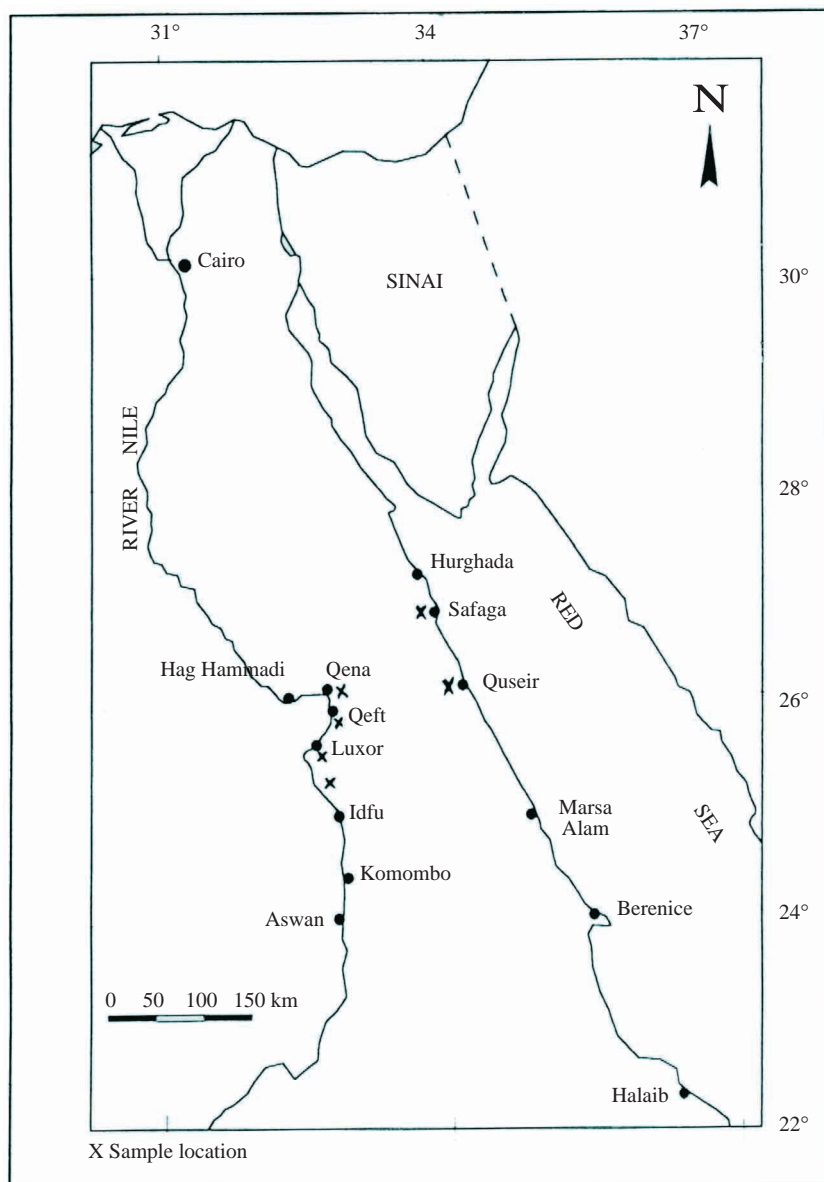 31° 34 37°
N
Cairo
30°
SINAI
RIVER NILE
28°
Hurghada
RED
Safaga
Hag Hammadi
Qena
Quseir
26°
Qeft
Luxor
Idfu
Marsa
Alam
SEA
Komombo
Berenice
24°
Aswan
0 50 100 150 km
Halaib
22°
X Sample location